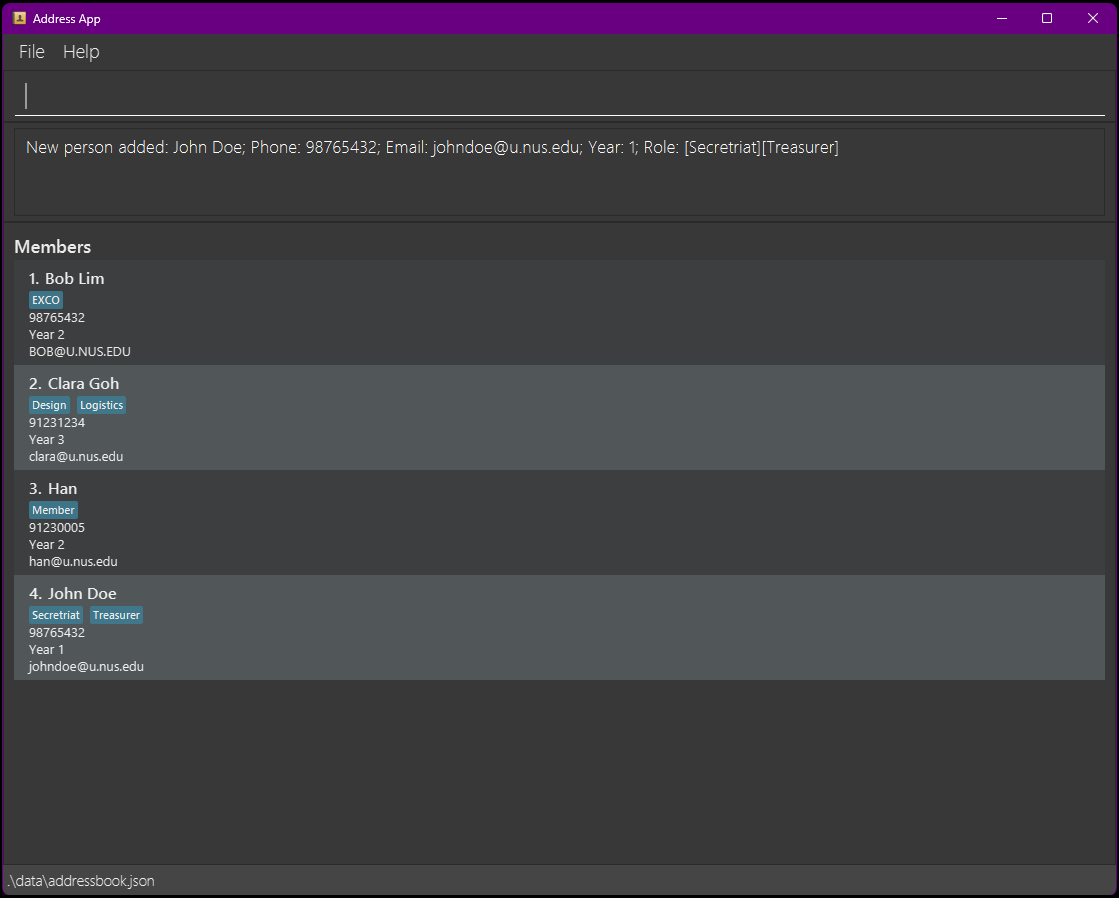 Address App
File Help
New person added: John Doe; Phone: 98765432; Email: johndoe@u.nus.edu; Year: 1; Role: [Secretriat][Treasurer]
Members
1. Bob Lim
EXCO
98765432
Year 2
BOB@U.NUS.EDU
2. Clara Goh
Design Logistics
91231234
Year 3
clara@u.nus.edu
3. Han
Member
91230005
Year 2
han@u.nus.edu
4. John Doe
Secretriat Treasurer
98765432
Year 1
johndoe@u.nus.edu
.\data\addressbook.json